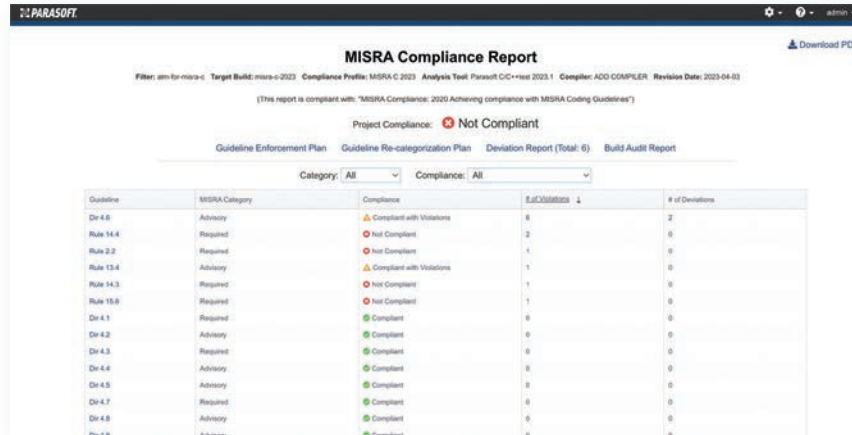 PARASOFT.
admin
Download PD
MISRA Compliance Report
Filter: atm-for-misra-c Target Build: misra-c-2023 Compliance Profile: MISRA C 2023 Analysis Tool: Parasoft C/C++test 2023.1 Compiler: ADD COMPILER Revision Date: 2023-04-03
(This report is compliant with: "MISRA Compliance: 2020 Achieving compliance with MISRA Coding Guidelines")
Project Compliance: Not Compliant
Guideline Enforcement Plan Guideline Re-categorization Plan Deviation Report (Total: 6) Build Audit Report
Category: All Compliance: All
Guideline MISRA Category Compliance # of Violations # of Deviations
Dir 4.6 Advisory Compliant with Violations 6 2
Rule 14.4 Required Not Compliant 2 0
Rule 2.2 Required Not Compliant 1 0
Rule 13.4 Advisory Compliant with Violations 1 0
Rule 14.3 Required Not Compliant 1 0
Rule 15.6 Required Not Compliant 1 0
Dir 4.1 Required Compliant 0 0
Dir 4.2 Advisory Compliant 0 0
Dir 4.3 Required Compliant 0 0
Dir 4.4 Advisory Compliant 0 0
Dir 4.5 Advisory Compliant 0 0
Dir 4.7 Required Compliant 0 0
Dir 4.8 Advisory Compliant 0 0